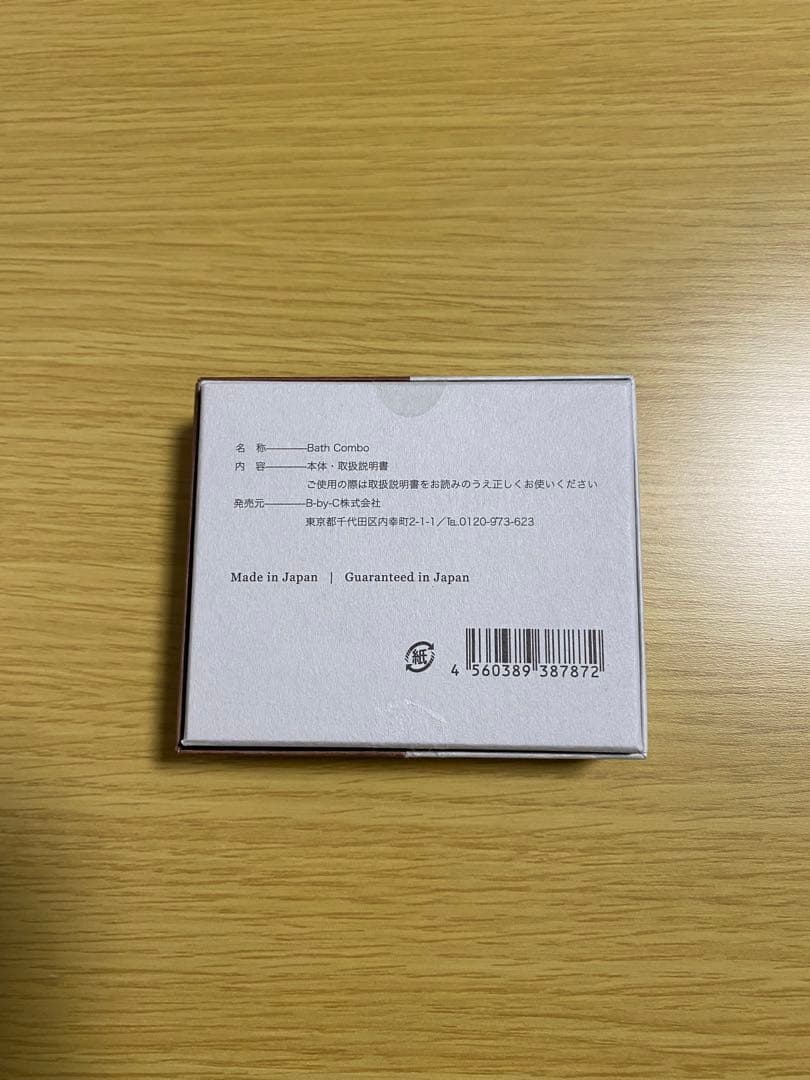 名 称────Bath Combo
内 容────本体・取扱説明書
ご使用の際は取扱説明書をお読みのうえ正しくお使いください
発売元────B-by-C株式会社
東京都千代田区内幸町2-1-1／℡0120-973-623
Made in Japan | Guaranteed in Japan
紙
4 560389 387872